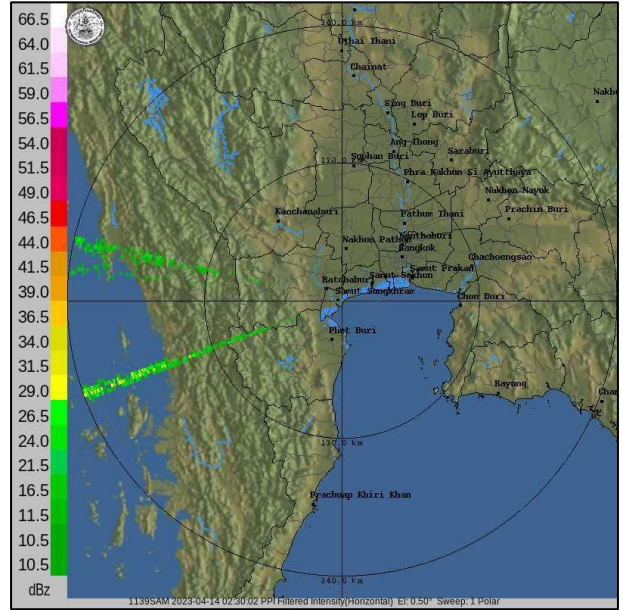 66.5
64.0
61.5
59.0
56.5
54.0
51.5
49.0
46.5
44.0
41.5
39.0
36.5
34.0
31.5
29.0
26.5
24.0
21.5
16.5
15.5
10.5
dBz
240.0 km
Uthai Thani
Chainat
Sing Buri
Lop Buri
Ang Thong
Saraburi
120.0 km
Suphan Buri
Phra Nakhon Si Ayutthaya
Nakhon Nayok
Kanchanaburi
Pathum Thani
Prachin Buri
Nonthaburi
Nakhon Pathom
Bangkok
Chachoengsao
Samut Prakan
Samut Sakhon
Ratchaburi
Samut Songkhram
Chon Buri
Phet Buri
Rayong
Chan
Nakho
120.0 km
Prachuap Khiri Khan
240.0 km
1139SAM 2023-04-14 02:30:02 PPI Filtered Intensity(Horizontal) El: 0.50° Sweep: 1 Polar